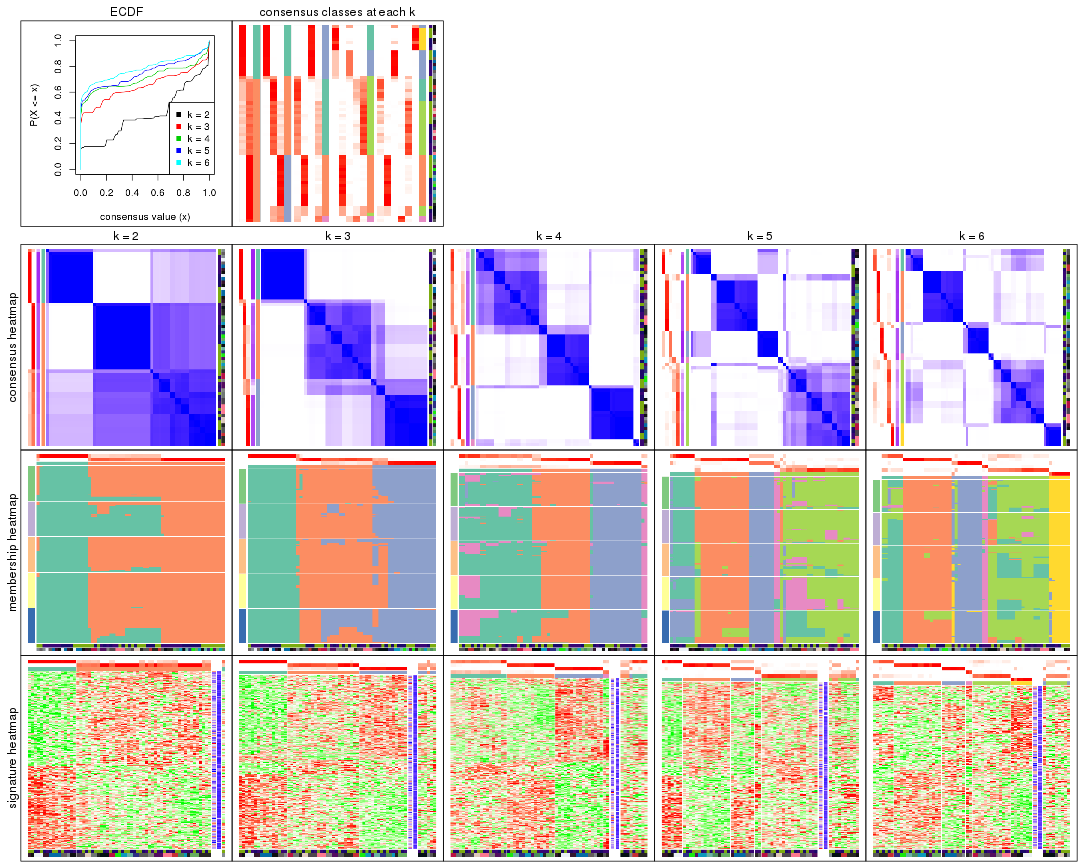 ECDF
consensus classes at each k
P(X <= x)
0.0 0.2 0.4 0.6 0.8 1.0
k = 2
k = 3
k = 4
k = 5
k = 6
0.0 0.2 0.4 0.6 0.8 1.0
consensus value (x)
k = 2
k = 3
k = 4
k = 5
k = 6
consensus heatmap
membership heatmap
signature heatmap